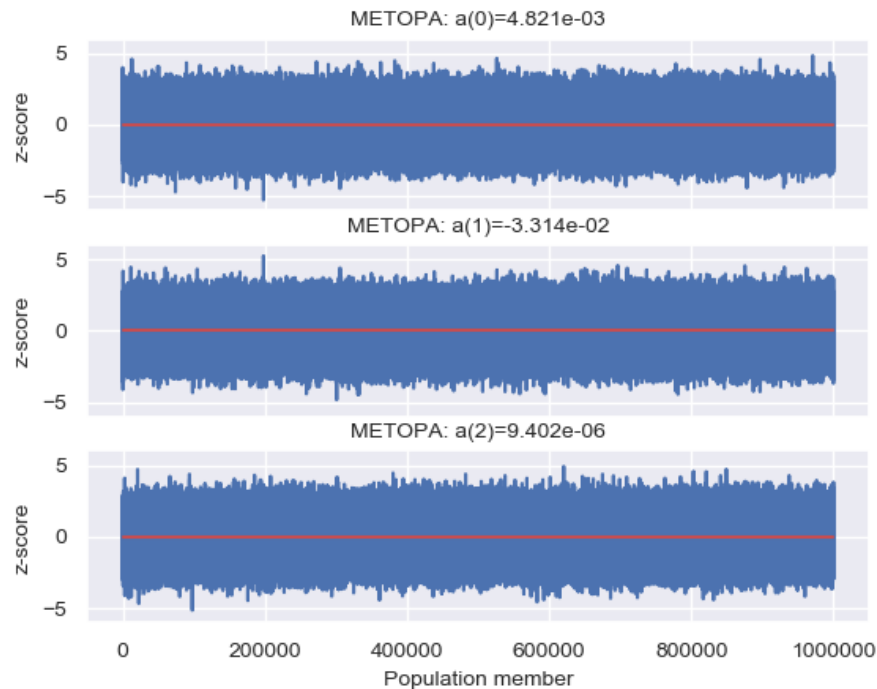 METOPA: a(0)=4.821e-03
5
0
−5
z-score
METOPA: a(1)=-3.314e-02
5
0
−5
z-score
METOPA: a(2)=9.402e-06
5
0
−5
z-score
0 200000 400000 600000 800000 1000000
Population member